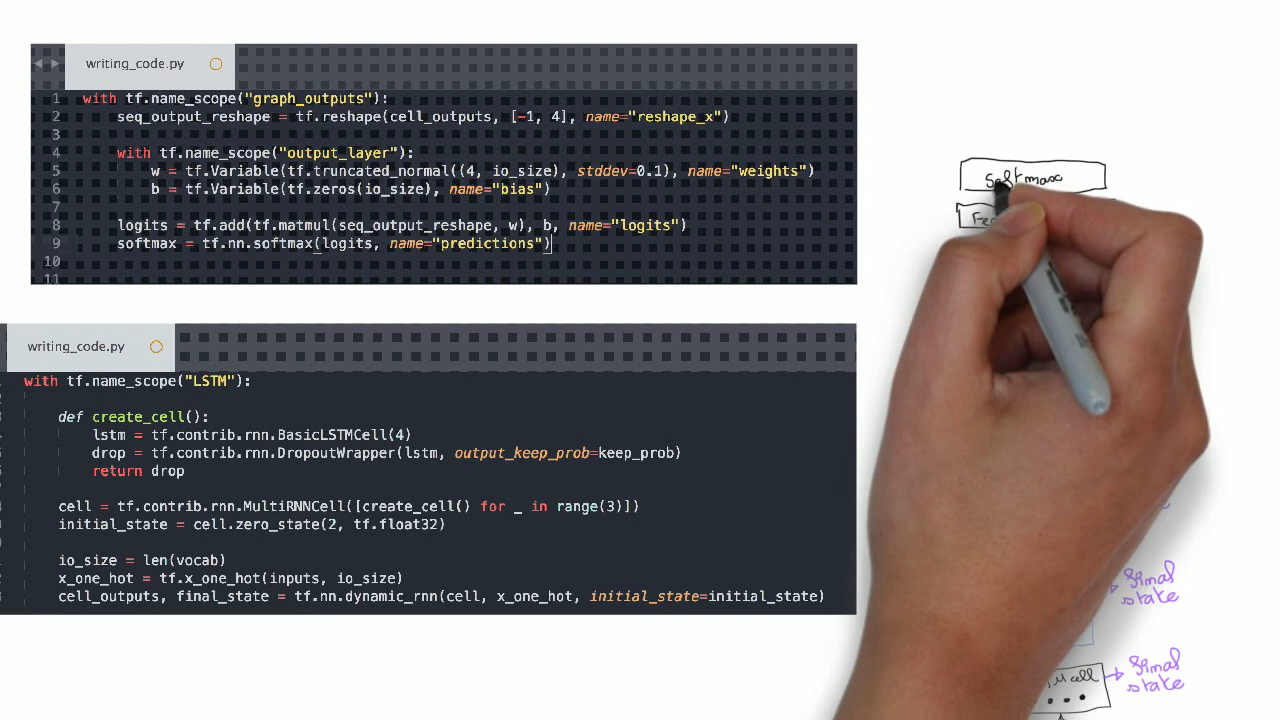 writing_code.py
1 with tf.name_scope("graph_outputs"):
2 seq_output_reshape = tf.reshape(cell_outputs, [-1, 4], name="reshape_x")
3
4 with tf.name_scope("output_layer"):
5 w = tf.Variable(tf.truncated_normal((4, io_size), stddev=0.1), name="weights")
6 b = tf.Variable(tf.zeros(io_size), name="bias")
7
8 logits = tf.add(tf.matmul(seq_output_reshape, w), b, name="logits")
9 softmax = tf.nn.softmax(logits, name="predictions")
10
11
writing_code.py
with tf.name_scope("LSTM"):
def create_cell():
lstm = tf.contrib.rnn.BasicLSTMCell(4)
drop = tf.contrib.rnn.DropoutWrapper(lstm, output_keep_prob=keep_prob)
return drop
cell = tf.contrib.rnn.MultiRNNCell([create_cell() for _ in range(3)])
initial_state = cell.zero_state(2, tf.float32)
io_size = len(vocab)
x_one_hot = tf.x_one_hot(inputs, io_size)
cell_outputs, final_state = tf.nn.dynamic_rnn(cell, x_one_hot, initial_state=initial_state)
Softmax
final
state
cell
final
state